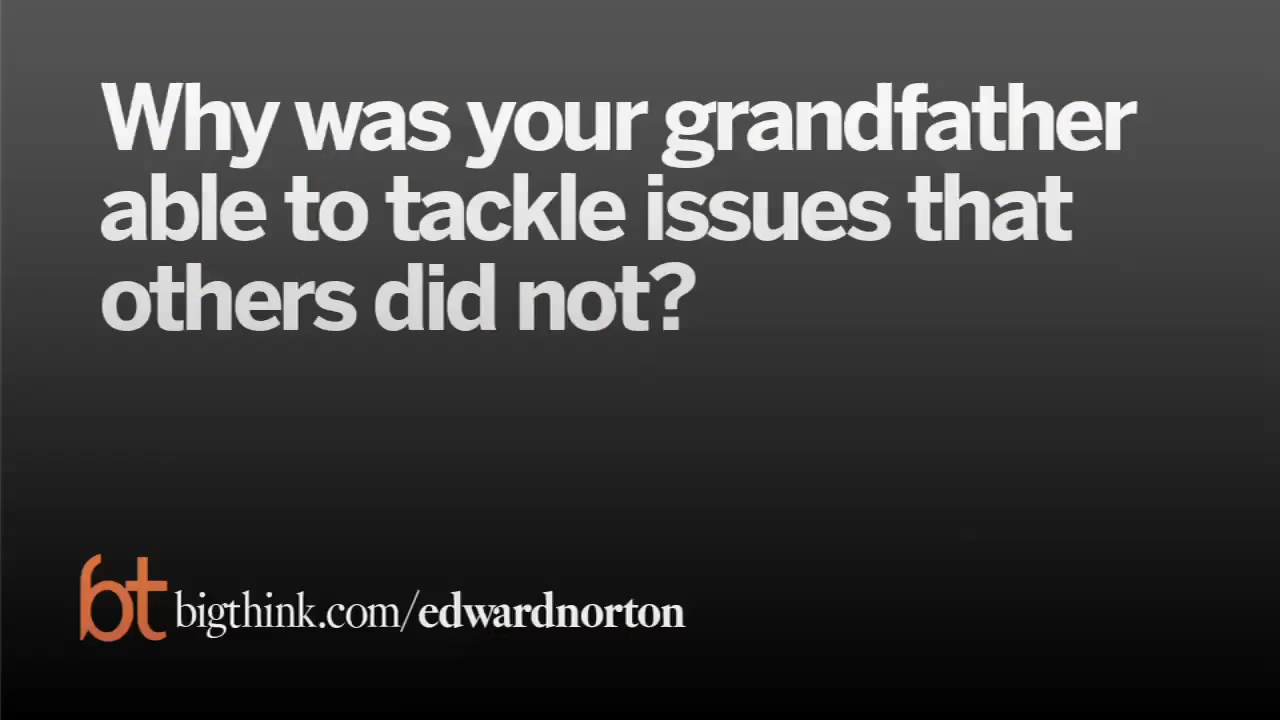 Why was your grandfather
able to tackle issues that
others did not?
bt bigthink.com/edwardnorton